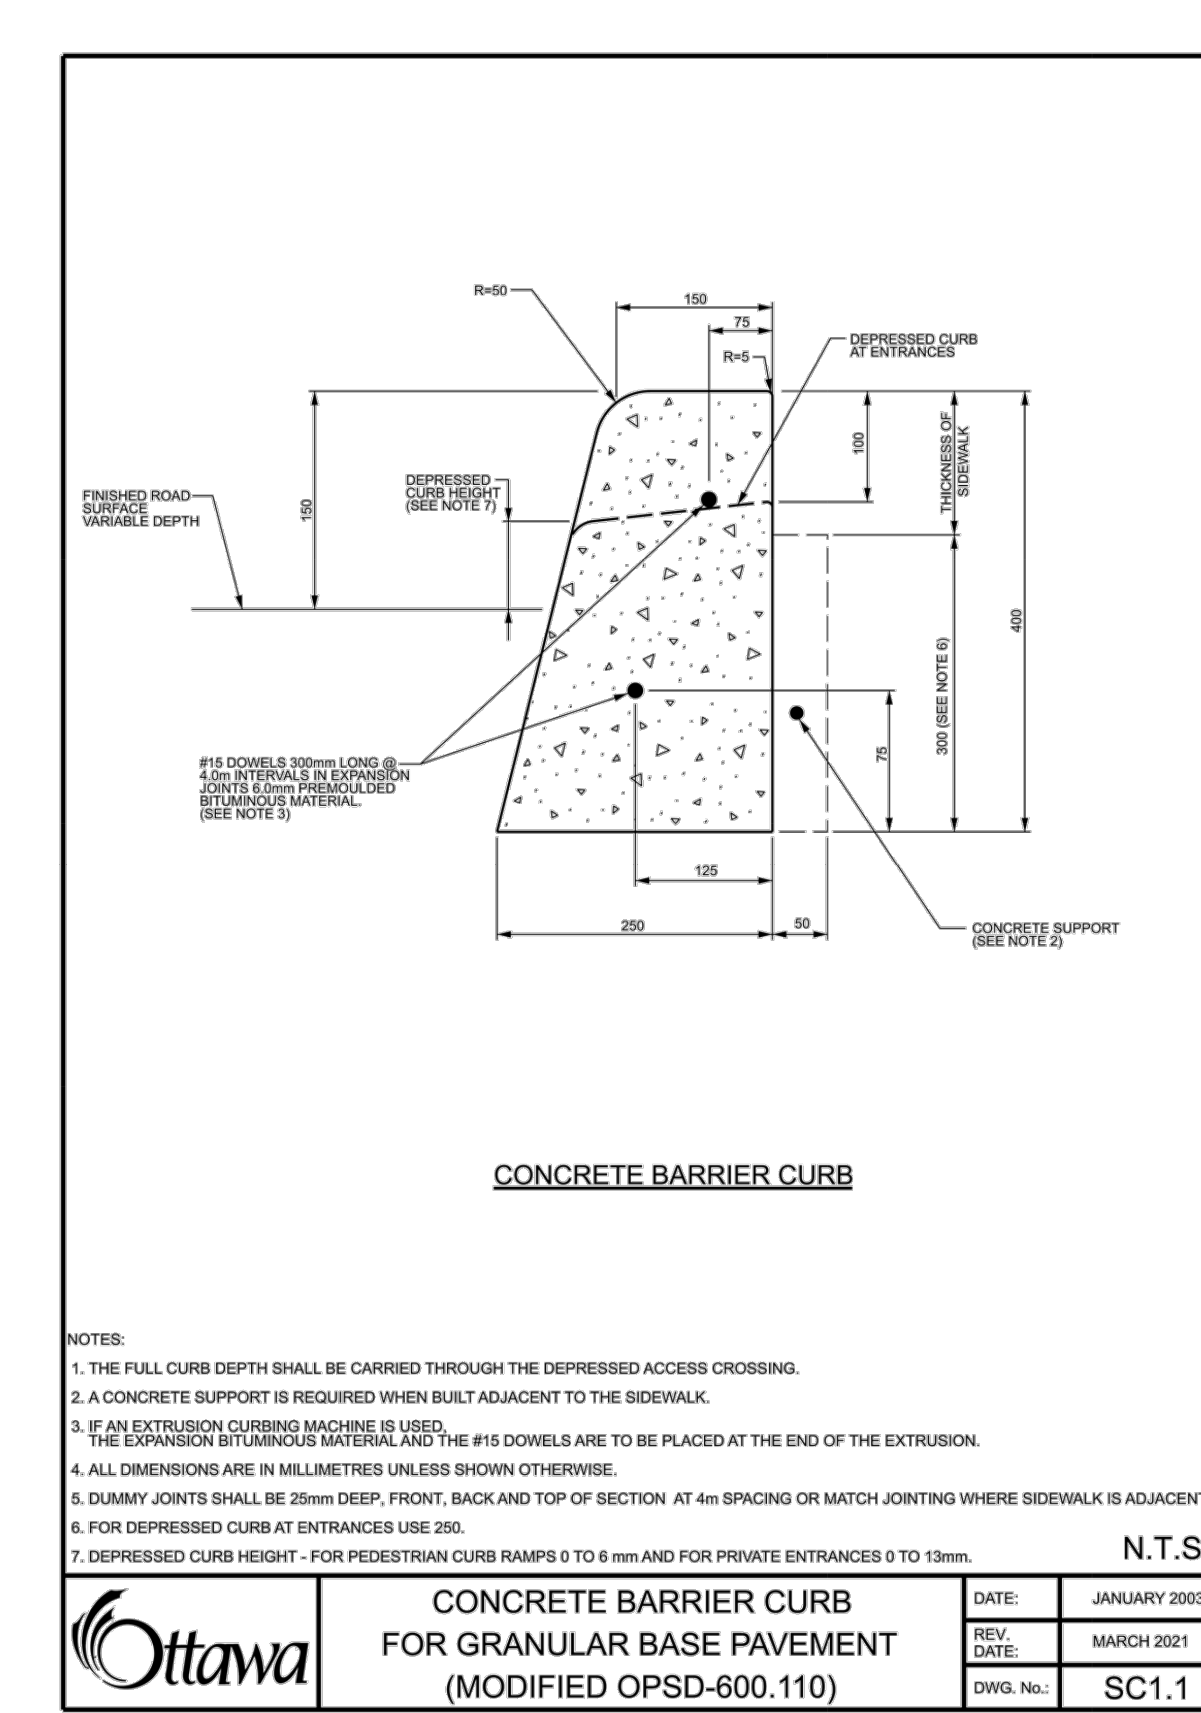 R=50
150
75
R=5
DEPRESSED CURB
AT ENTRANCES
THICKNESS OF
SIDEWALK
100
DEPRESSED
CURB HEIGHT
(SEE NOTE 7)
FINISHED ROAD
SURFACE
VARIABLE DEPTH
150
400
300 (SEE NOTE 6)
75
#15 DOWELS 300mm LONG @
4.0m INTERVALS IN EXPANSION
JOINTS 6.0mm PREMOULDED
BITUMINOUS MATERIAL.
(SEE NOTE 3)
125
250
50
CONCRETE SUPPORT
(SEE NOTE 2)
CONCRETE BARRIER CURB
NOTES:
1. THE FULL CURB DEPTH SHALL BE CARRIED THROUGH THE DEPRESSED ACCESS CROSSING.
2. A CONCRETE SUPPORT IS REQUIRED WHEN BUILT ADJACENT TO THE SIDEWALK.
3. IF AN EXTRUSION CURBING MACHINE IS USED,
THE EXPANSION BITUMINOUS MATERIAL AND THE #15 DOWELS ARE TO BE PLACED AT THE END OF THE EXTRUSION.
4. ALL DIMENSIONS ARE IN MILLIMETRES UNLESS SHOWN OTHERWISE.
5. DUMMY JOINTS SHALL BE 25mm DEEP, FRONT, BACK AND TOP OF SECTION AT 4m SPACING OR MATCH JOINTING WHERE SIDEWALK IS ADJACENT
6. FOR DEPRESSED CURB AT ENTRANCES USE 250.
7. DEPRESSED CURB HEIGHT - FOR PEDESTRIAN CURB RAMPS 0 TO 6 mm AND FOR PRIVATE ENTRANCES 0 TO 13mm.
N.T.S
Ottawa
CONCRETE BARRIER CURB
FOR GRANULAR BASE PAVEMENT
(MODIFIED OPSD-600.110)
DATE:
JANUARY 2003
REV.
DATE:
MARCH 2021
DWG. No.:
SC1.1